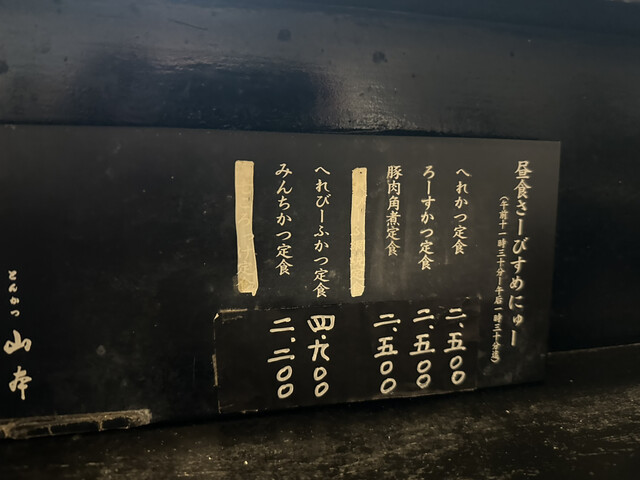 昼食さーびすめにゅー
(午前十一時三十分ー午后一時三十分迄)
へれかつ定食 二.五〇〇
ろーすかつ定食 二.五〇〇
豚肉角煮定食 二.五〇〇
へれびーふかつ定食 四.九〇〇
みんちかつ定食 二.二〇〇
とんかつ 山本